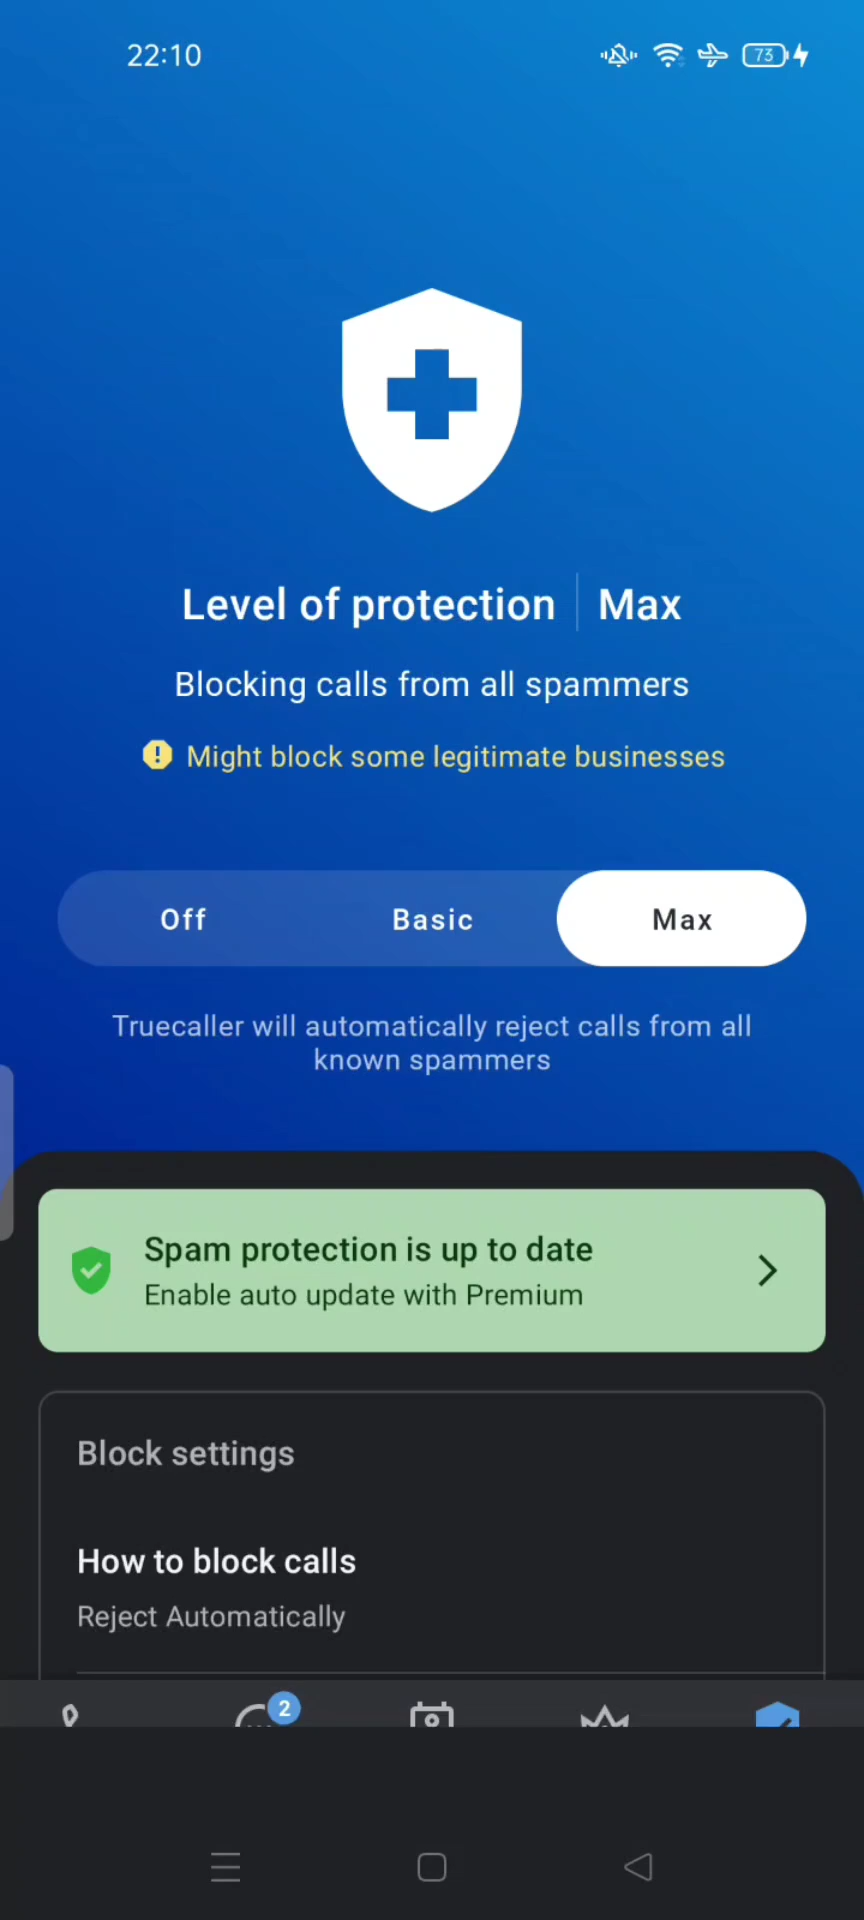 22:10
73
Level of protection Max
Blocking calls from all spammers
Might block some legitimate businesses
Off Basic Max
Truecaller will automatically reject calls from all
known spammers
Spam protection is up to date
Enable auto update with Premium
Block settings
How to block calls
Reject Automatically
2